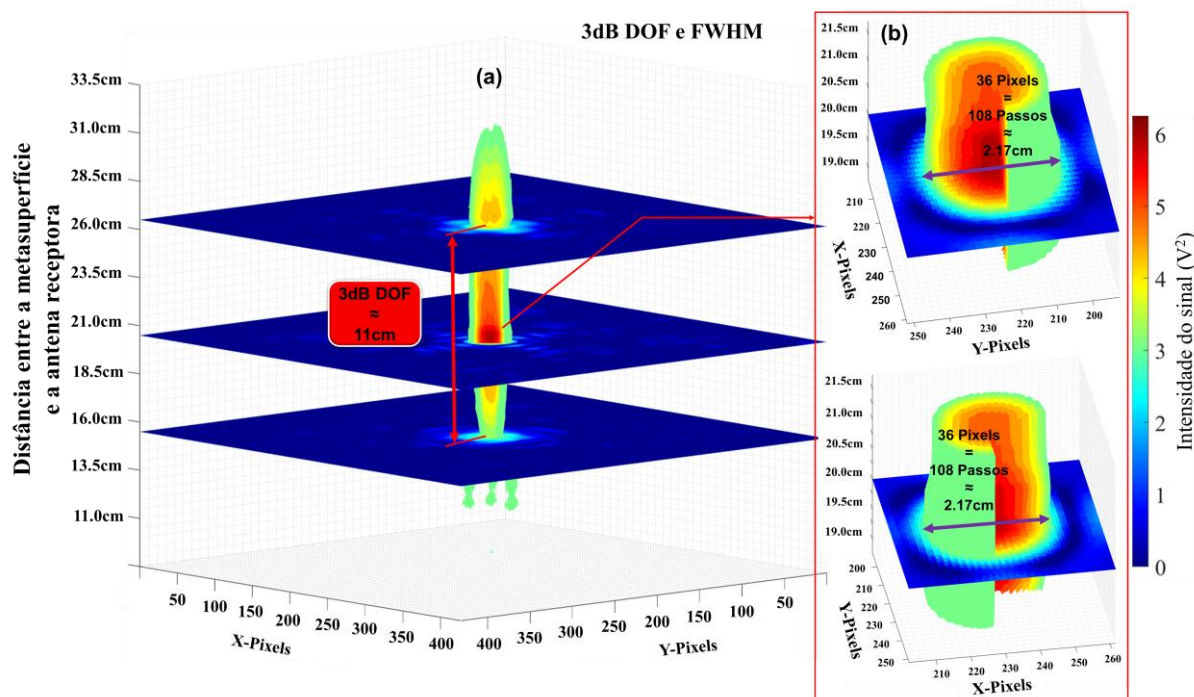 3dB DOF e FWHM
(a)
Distância entre a metasuperfície
e a antena receptora
33.5cm
31.0cm
28.5cm
26.0cm
23.5cm
21.0cm
18.5cm
16.0cm
13.5cm
11.0cm
3dB DOF
≈
11cm
50
100
150
200
250
300
350
400
X-Pixels
400
350
300
250
200
150
100
50
Y-Pixels
(b)
21.5cm
21.0cm
20.5cm
20.0cm
19.5cm
19.0cm
36 Pixels
=
108 Passos
≈
2.17cm
210
220
230
240
250
X-Pixels
260
250
240
230
220
210
200
Y-Pixels
21.5cm
21.0cm
20.5cm
20.0cm
19.5cm
19.0cm
36 Pixels
=
108 Passos
≈
2.17cm
200
210
220
230
240
250
Y-Pixels
210
220
230
240
250
260
X-Pixels
6
5
4
3
2
1
0
Intensidade do sinal (V²)